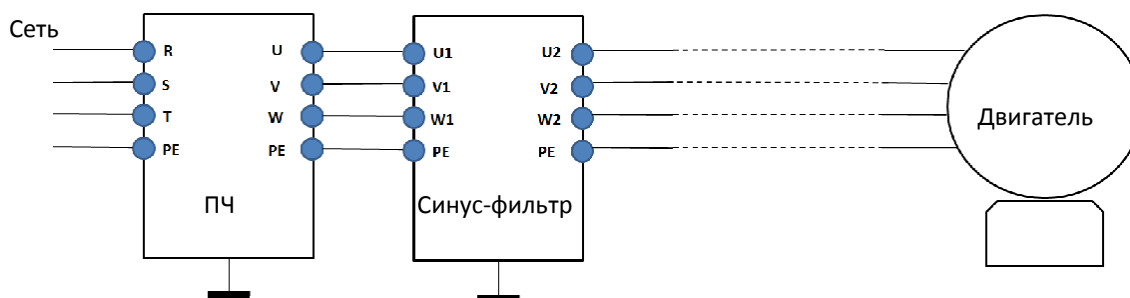 Сеть
R U U1 U2
S V V1 V2
T W W1 W2
PE PE PE PE
Двигатель
ПЧ Синус-фильтр